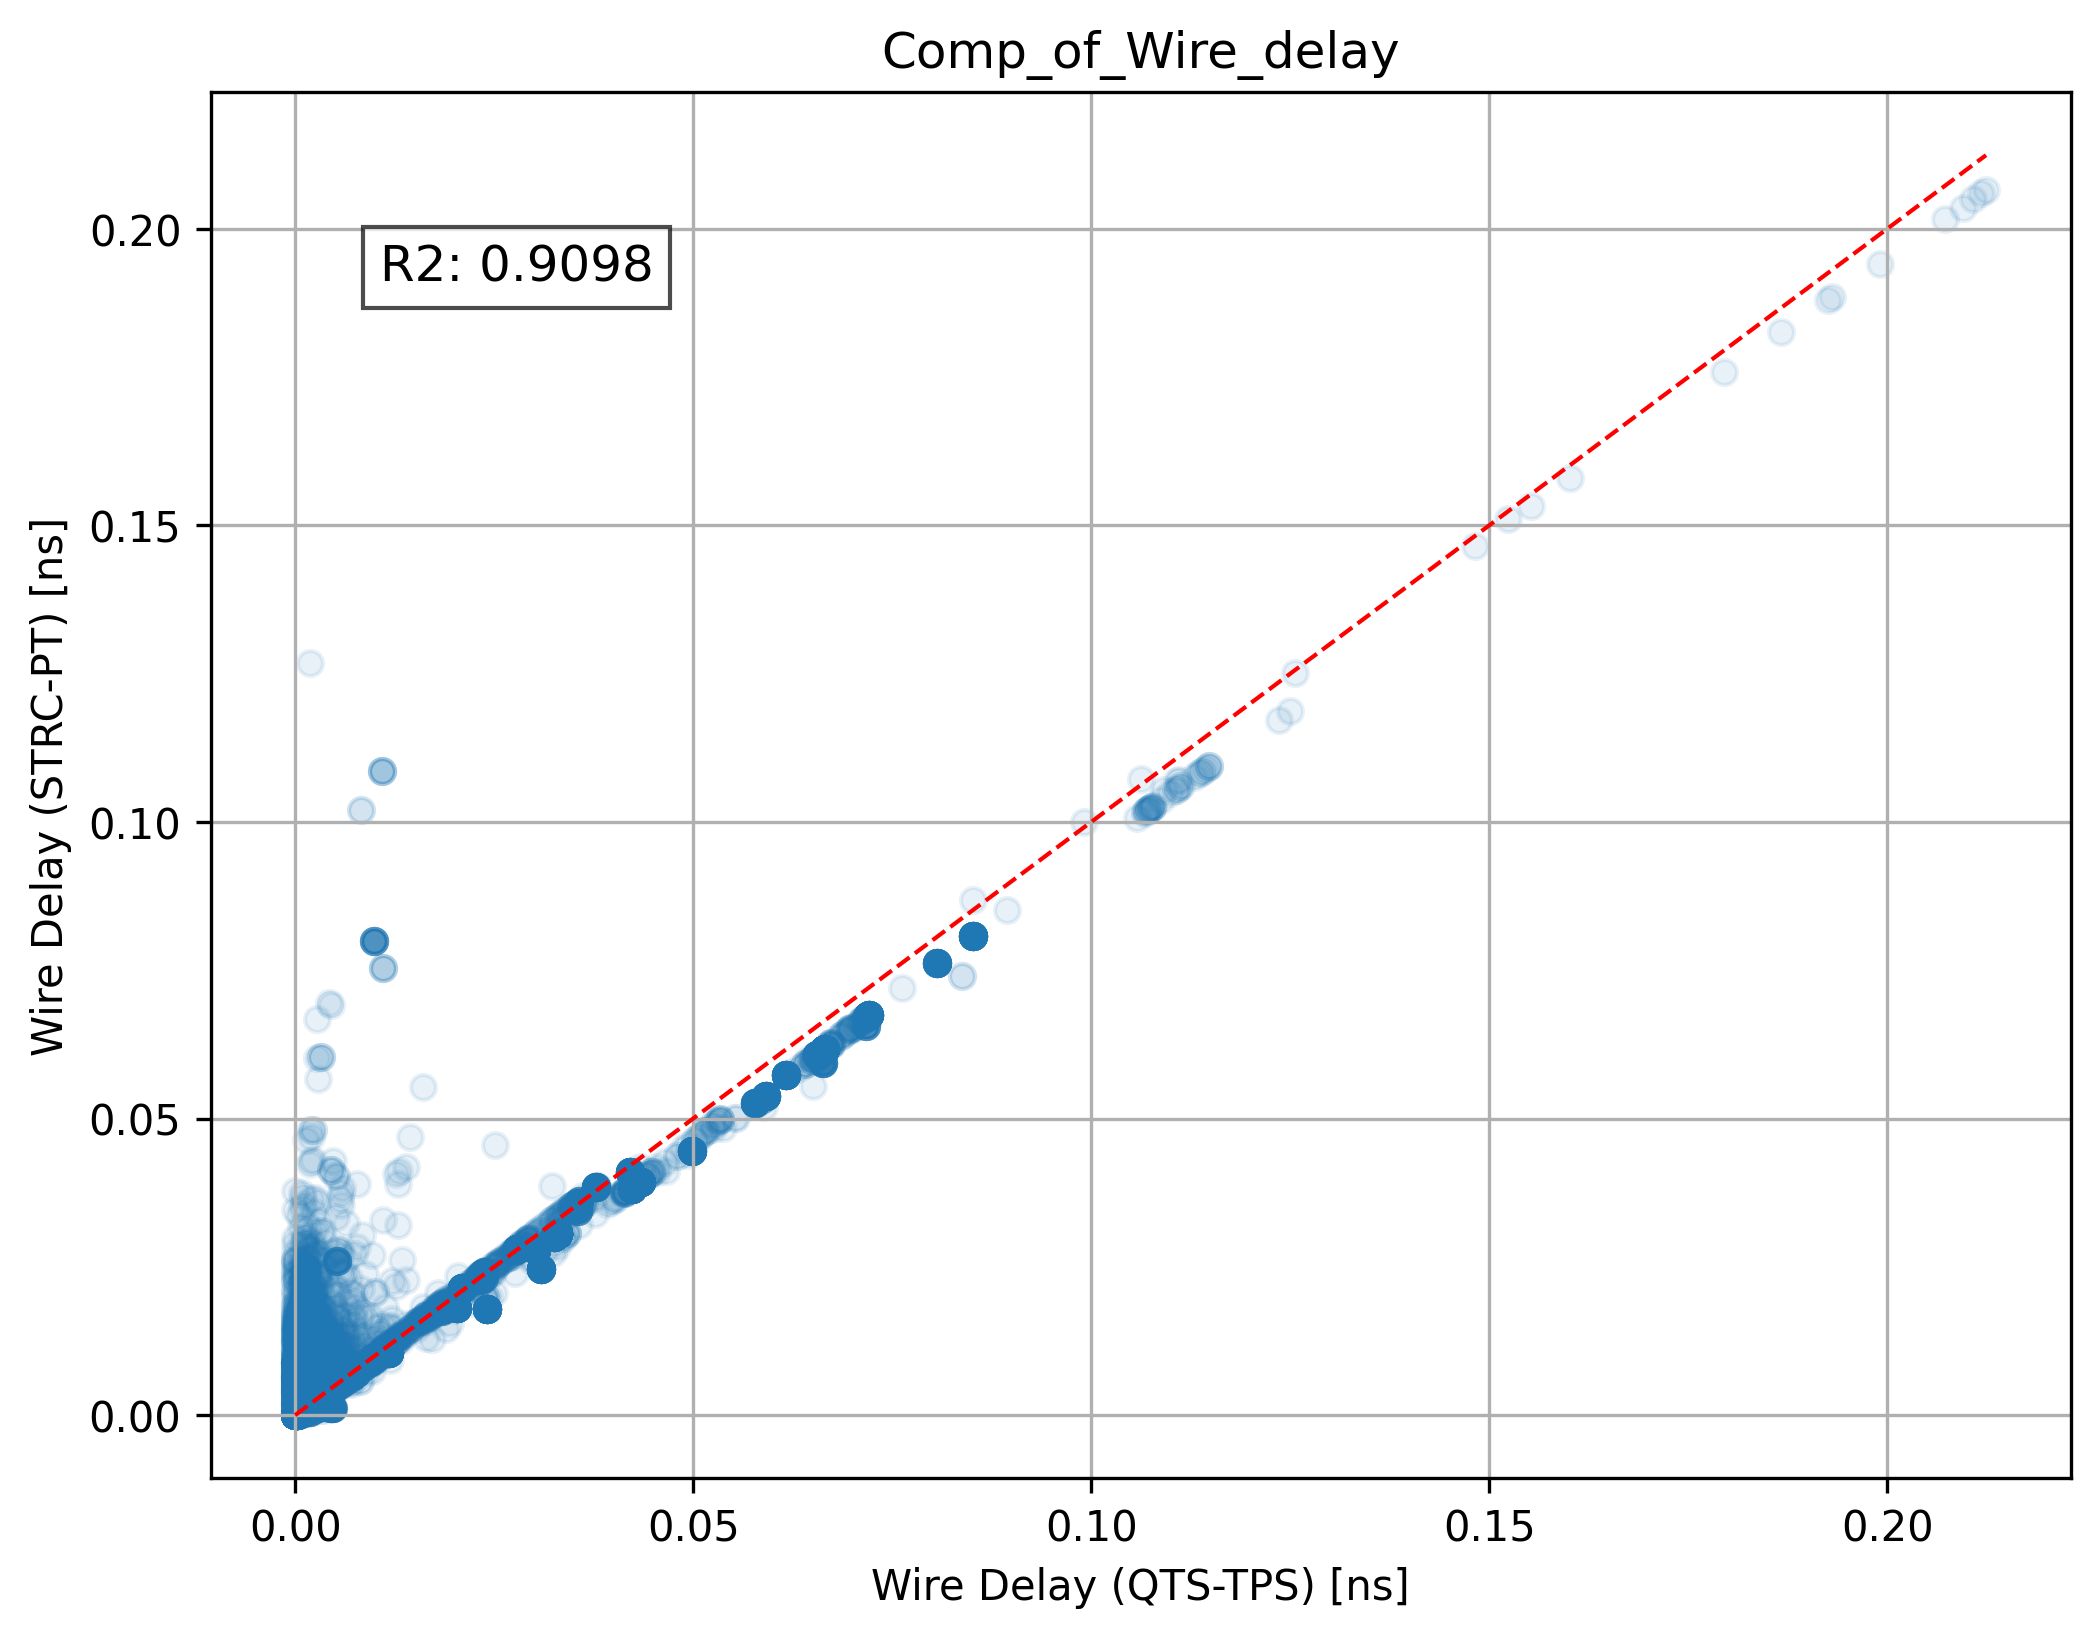 Comp_of_Wire_delay
R2: 0.9098
Wire Delay (STRC-PT) [ns]
0.20
0.15
0.10
0.05
0.00
0.00 0.05 0.10 0.15 0.20
Wire Delay (QTS-TPS) [ns]